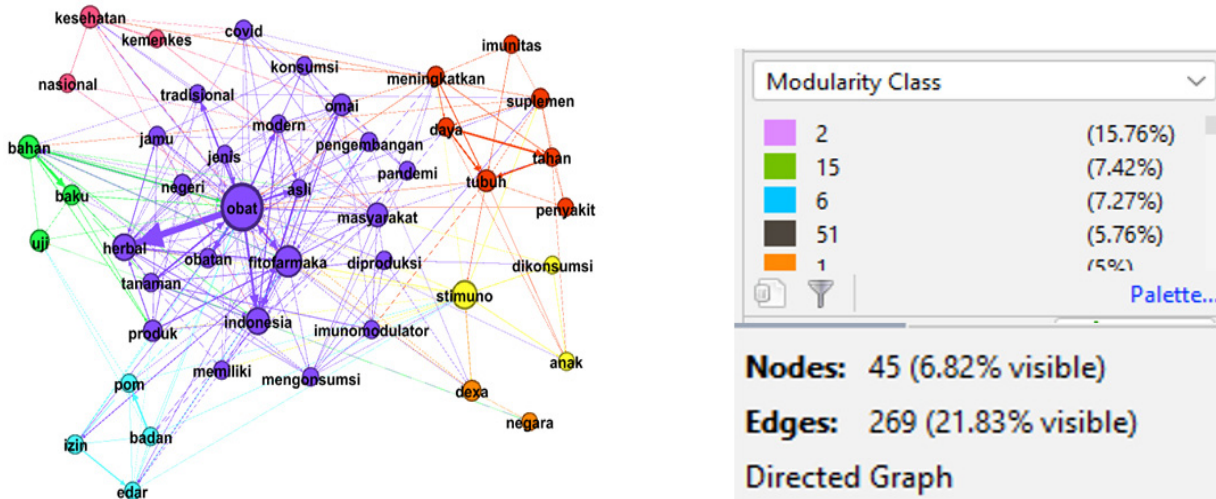 kesehatan
kemenkes
nasional
covid
konsumsi
tradisional
omai
modern
jamu
jenis
pengembangan
pandemi
negeri
asli
obat
masyarakat
bahan
baku
uji
herbal
obatan
fitofarmaka
diproduksi
tanaman
produk
indonesia
imunomodulator
memiliki
mengonsumsi
pom
badan
izin
edar
imunitas
meningkatkan
suplemen
daya
tahan
tubuh
penyakit
dikonsumsi
stimuno
anak
dexa
negara
Modularity Class
2 (15.76%)
15 (7.42%)
6 (7.27%)
51 (5.76%)
1 (5%)
Palette...
Nodes: 45 (6.82% visible)
Edges: 269 (21.83% visible)
Directed Graph